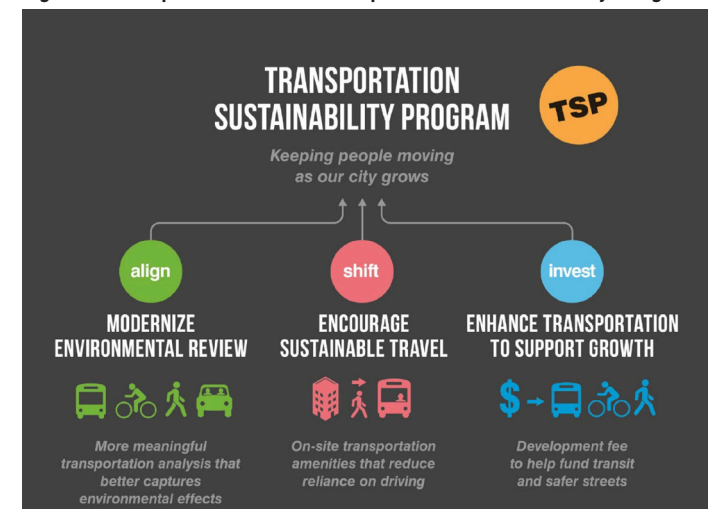 TRANSPORTATION
SUSTAINABILITY PROGRAM
TSP
Keeping people moving
as our city grows
align
shift
invest
MODERNIZE
ENVIRONMENTAL REVIEW
ENCOURAGE
SUSTAINABLE TRAVEL
ENHANCE TRANSPORTATION
TO SUPPORT GROWTH
$
More meaningful
transportation analysis that
better captures
environmental effects
On-site transportation
amenities that reduce
reliance on driving
Development fee
to help fund transit
and safer streets